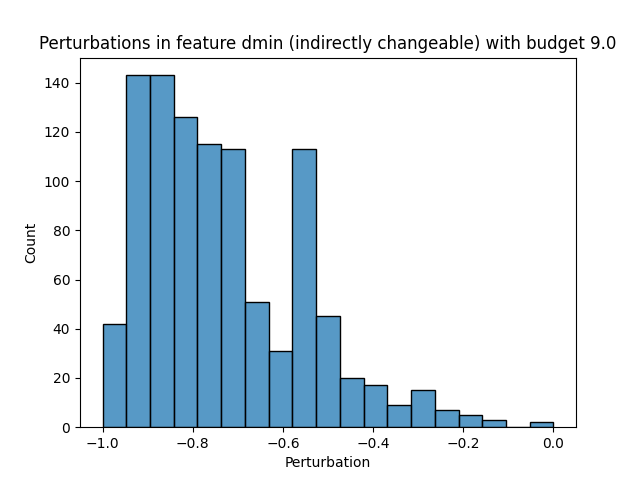 Perturbations in feature dmin (indirectly changeable) with budget 9.0
140
120
100
80
60
40
20
0
Count
−1.0 −0.8 −0.6 −0.4 −0.2 0.0
Perturbation